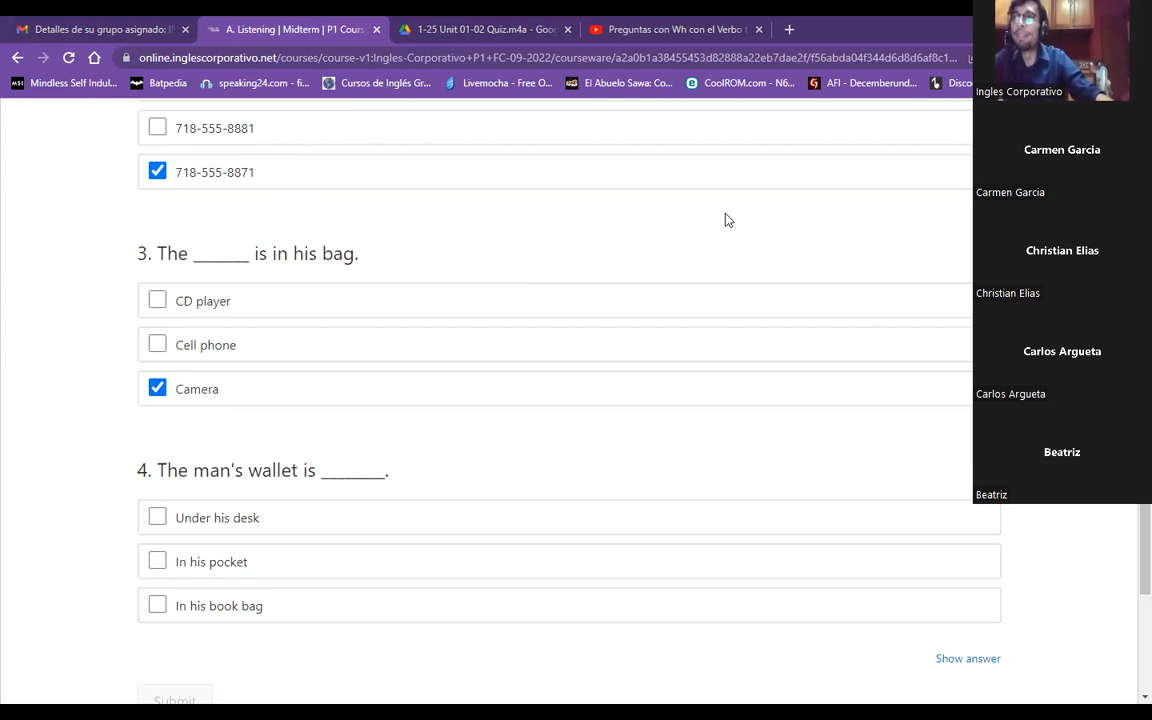 Detalles de su grupo asignado: I
A. Listening | Midterm | P1 Cours
1-25 Unit 01-02 Quiz.m4a - Goo
Preguntas con Wh con el Verbo t
online.inglescorporativo.net/courses/course-v1:Ingles-Corporativo+P1+FC-09-2022/courseware/a2a0b1a38455453d82888a22eb7dae2f/f56abda04f344d6d8d6af8c1...
Mindless Self Indul...
Batpedia
speaking24.com - fi...
Cursos de Inglés Gr...
Livemocha - Free O...
El Abuelo Sawa: Co...
CoolROM.com - N6...
AFI - Decemberund...
Disco
Ingles Corporativo
718-555-8881
718-555-8871
3. The _______ is in his bag.
CD player
Cell phone
Camera
4. The man's wallet is ________.
Under his desk
In his pocket
In his book bag
Show answer
Submit
Carmen Garcia
Carmen Garcia
Christian Elias
Christian Elias
Carlos Argueta
Carlos Argueta
Beatriz
Beatriz